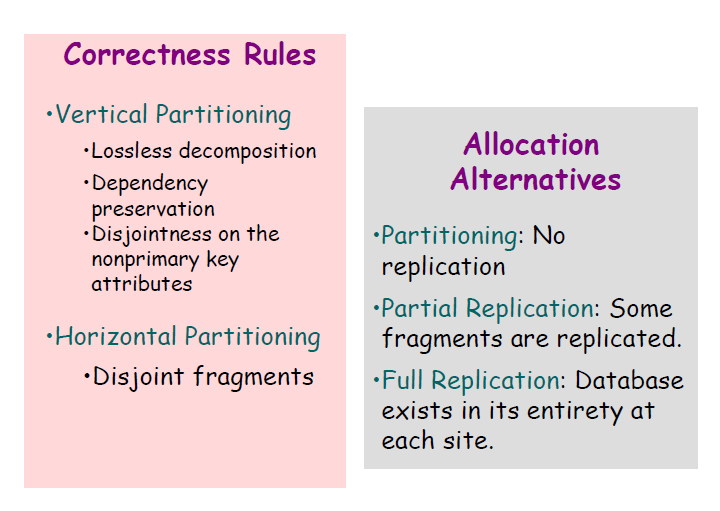 Correctness Rules
•Vertical Partitioning
•Lossless decomposition
•Dependency
preservation
•Disjointness on the
nonprimary key
attributes
•Horizontal Partitioning
•Disjoint fragments
Allocation
Alternatives
•Partitioning: No
replication
•Partial Replication: Some
fragments are replicated.
•Full Replication: Database
exists in its entirety at
each site.